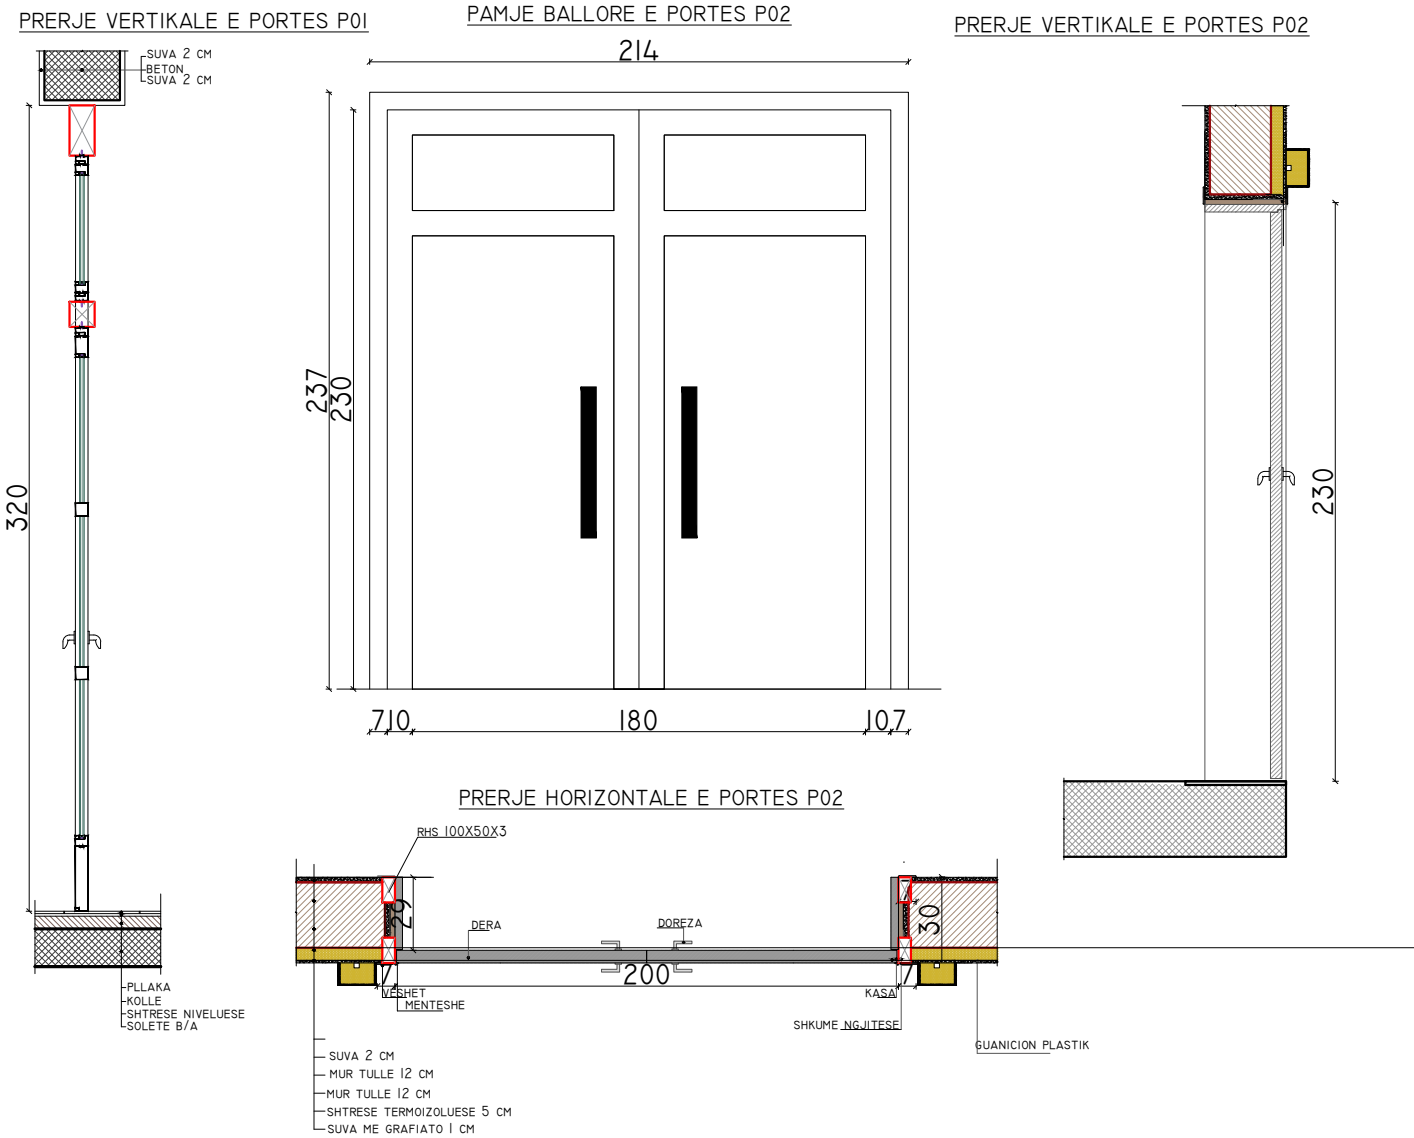 PRERJE VERTIKALE E PORTES P01
SUVA 2 CM
BETON
SUVA 2 CM
320
PLLAKA
KOLLE
SHTRESE NIVELUESE
SOLETE B/A
PAMJE BALLORE E PORTES P02
214
237
230
7 10 180 10 7
PRERJE VERTIKALE E PORTES P02
230
PRERJE HORIZONTALE E PORTES P02
RHS 100X50X3
29
DERA
DOREZA
30
7
200
7
VESHET
MENTESHE
KASA
SHKUME NGJITESE
GUANICION PLASTIK
SUVA 2 CM
MUR TULLE 12 CM
MUR TULLE 12 CM
SHTRESE TERMOIZOLUESE 5 CM
SUVA ME GRAFIATO 1 CM